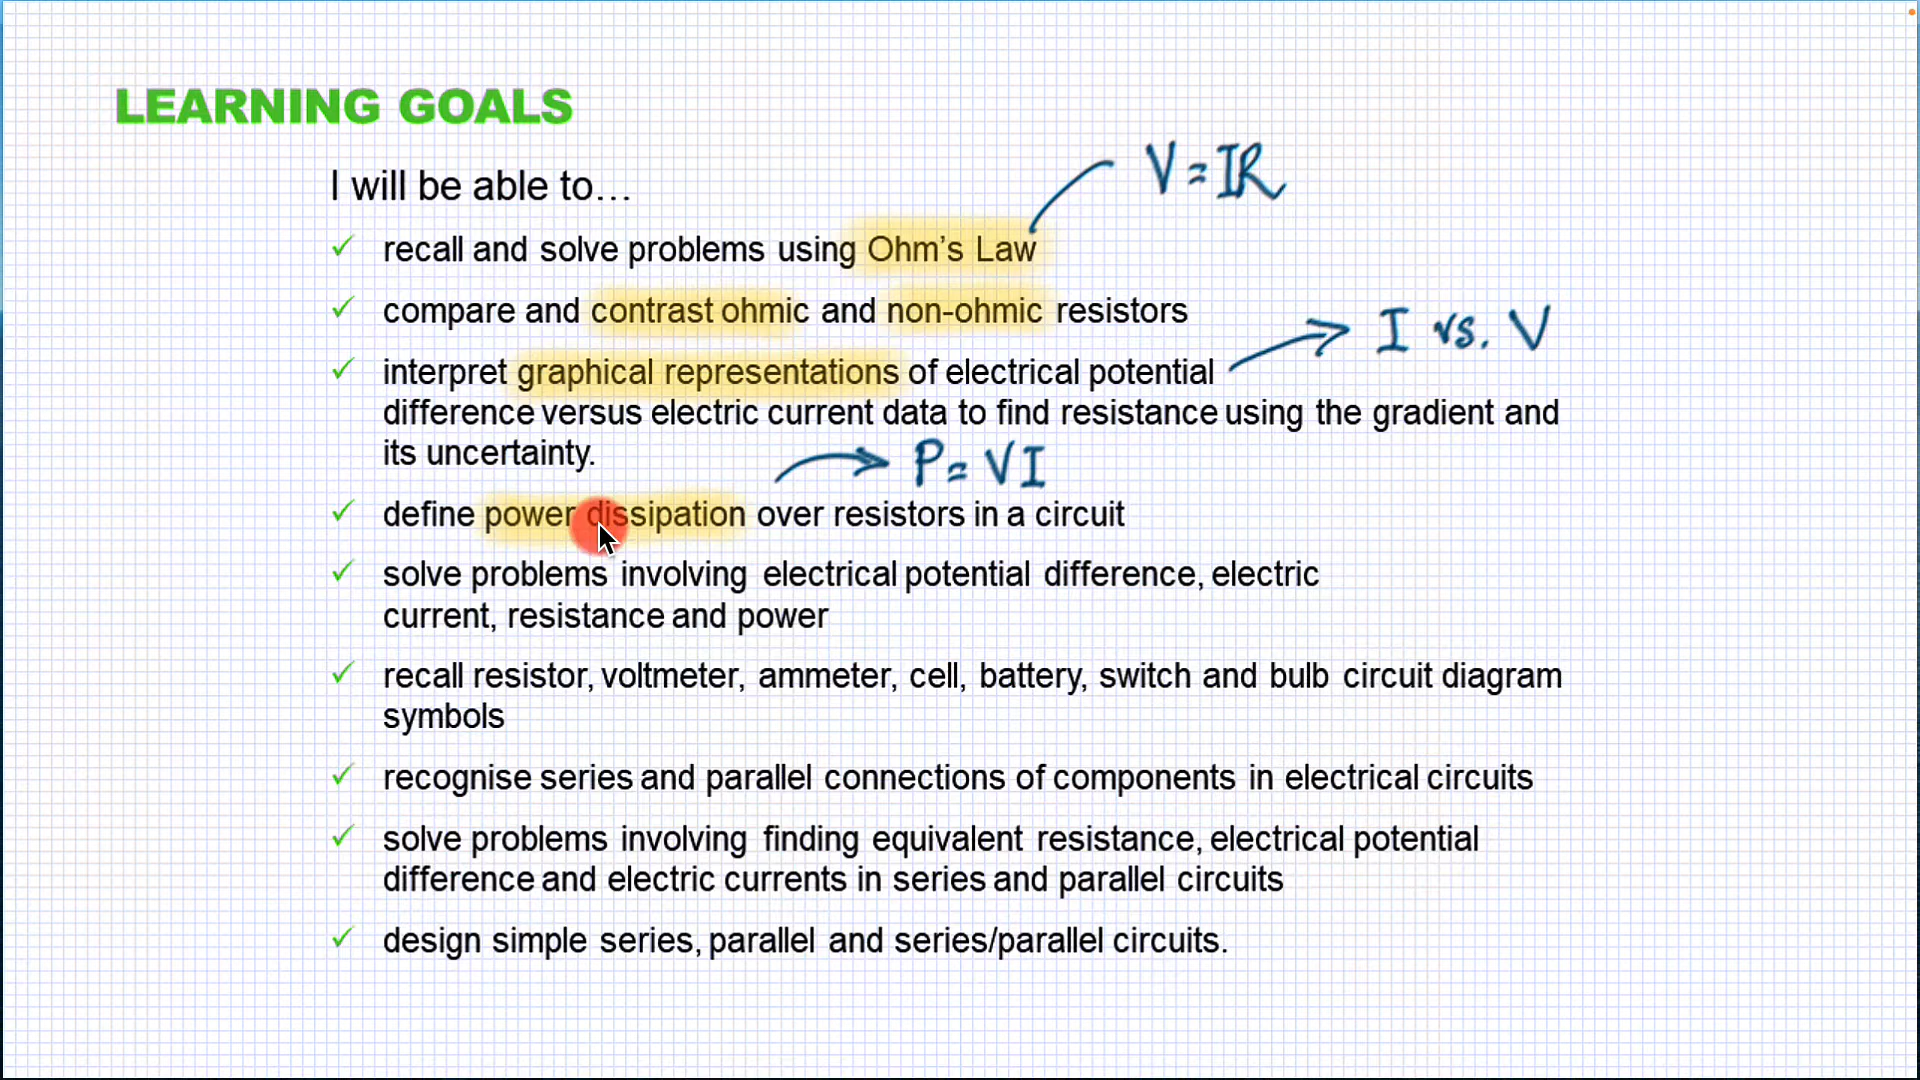 LEARNING GOALS
V = IR
I will be able to…
✓ recall and solve problems using Ohm’s Law
✓ compare and contrast ohmic and non-ohmic resistors
I vs. V
✓ interpret graphical representations of electrical potential
difference versus electric current data to find resistance using the gradient and
its uncertainty.
P = VI
✓ define power dissipation over resistors in a circuit
✓ solve problems involving electrical potential difference, electric
current, resistance and power
✓ recall resistor, voltmeter, ammeter, cell, battery, switch and bulb circuit diagram
symbols
✓ recognise series and parallel connections of components in electrical circuits
✓ solve problems involving finding equivalent resistance, electrical potential
difference and electric currents in series and parallel circuits
✓ design simple series, parallel and series/parallel circuits.